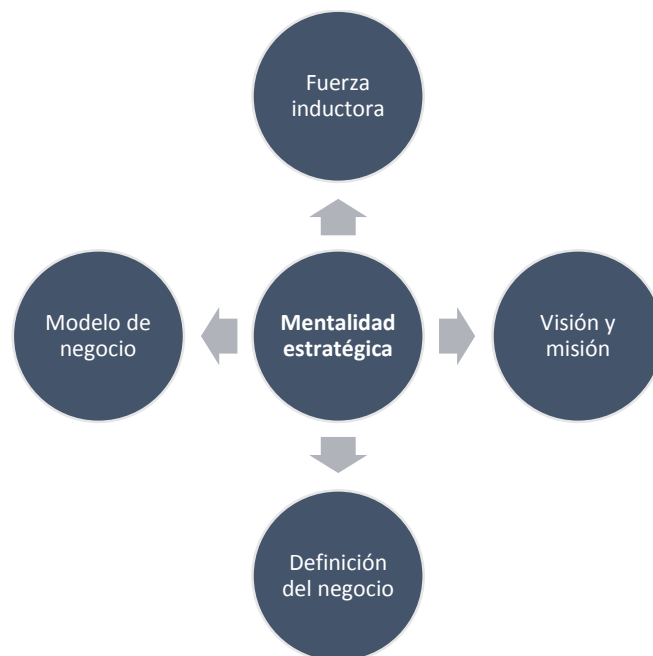 Fuerza
inductora
Modelo de
negocio
Mentalidad
estratégica
Visión y
misión
Definición
del negocio